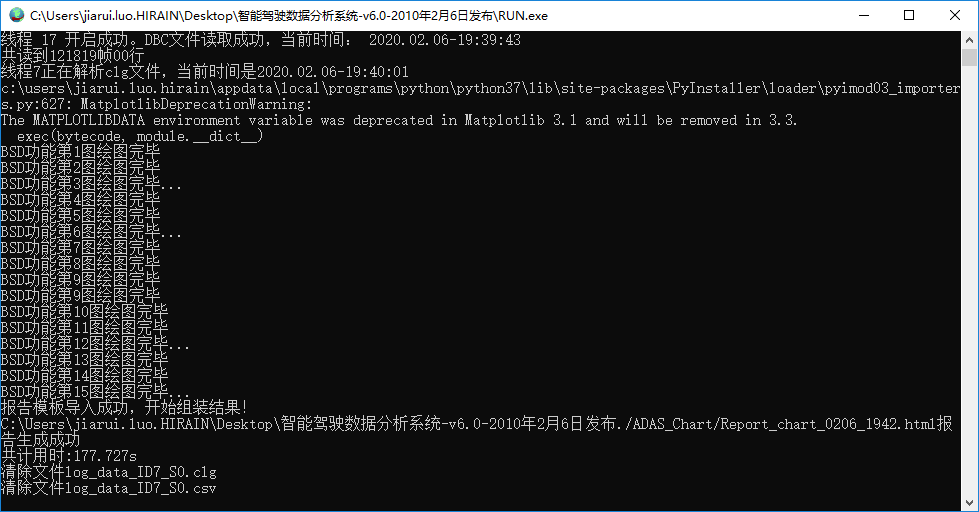 C:\Users\jiarui.luo.HIRAIN\Desktop\智能驾驶数据分析系统-v6.0-2010年2月6日发布\RUN.exe
线程 17 开启成功。DBC文件读取成功，当前时间： 2020.02.06-19:39:43
共读到121819帧00行
线程7正在解析clg文件，当前时间是2020.02.06-19:40:01
c:\users\jiarui.luo.hirain\appdata\local\programs\python\python37\lib\site-packages\PyInstaller\loader\pyimod03_importer
s.py:627: MatplotlibDeprecationWarning:
The MATPLOTLIBDATA environment variable was deprecated in Matplotlib 3.1 and will be removed in 3.3.
exec(bytecode, module.__dict__)
BSD功能第1图绘图完毕
BSD功能第2图绘图完毕
BSD功能第3图绘图完毕...
BSD功能第4图绘图完毕
BSD功能第5图绘图完毕
BSD功能第6图绘图完毕...
BSD功能第7图绘图完毕
BSD功能第8图绘图完毕
BSD功能第9图绘图完毕
BSD功能第9图绘图完毕
BSD功能第10图绘图完毕
BSD功能第11图绘图完毕
BSD功能第12图绘图完毕...
BSD功能第13图绘图完毕
BSD功能第14图绘图完毕
BSD功能第15图绘图完毕...
报告模板导入成功，开始组装结果！
C:\Users\jiarui.luo.HIRAIN\Desktop\智能驾驶数据分析系统-v6.0-2010年2月6日发布./ADAS_Chart/Report_chart_0206_1942.html报
告生成成功
共计用时:177.727s
清除文件log_data_ID7_S0.clg
清除文件log_data_ID7_S0.csv